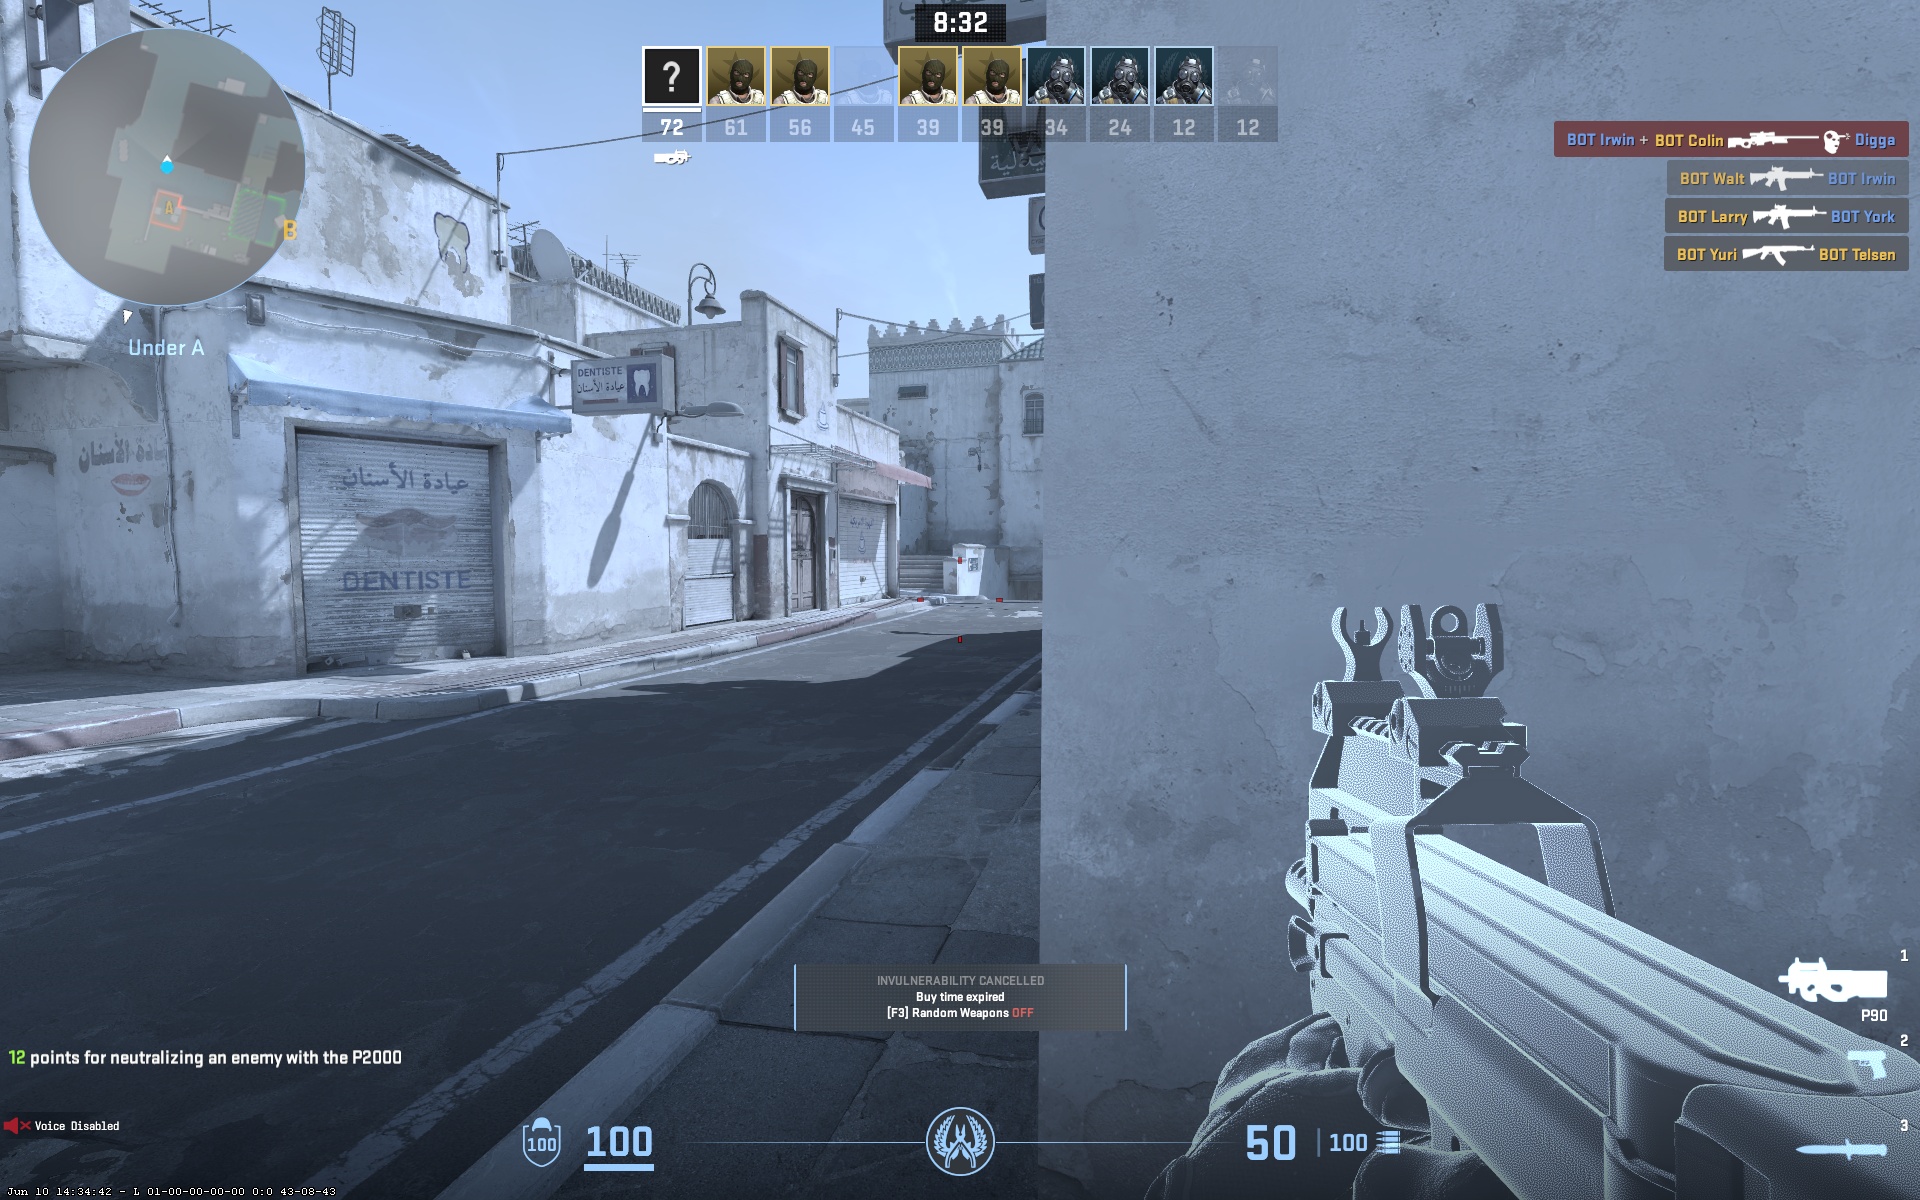 8:32
?
72 61 56 45 39 39 34 24 12 12
BOT Irwin + BOT Colin Digga
BOT Walt BOT Irwin
BOT Larry BOT York
BOT Yuri BOT Telsen
A
B
Under A
DENTISTE
عيادة الأسنان
عيادة الأسنان
DENTISTE
INVULNERABILITY CANCELLED
Buy time expired
[F3] Random Weapons OFF
1
P90
2
3
12 points for neutralizing an enemy with the P2000
Voice Disabled
100
100
50 | 100
Jun 10 14:34:42 - L 01-00-00-00-00 0:0 43-08-43